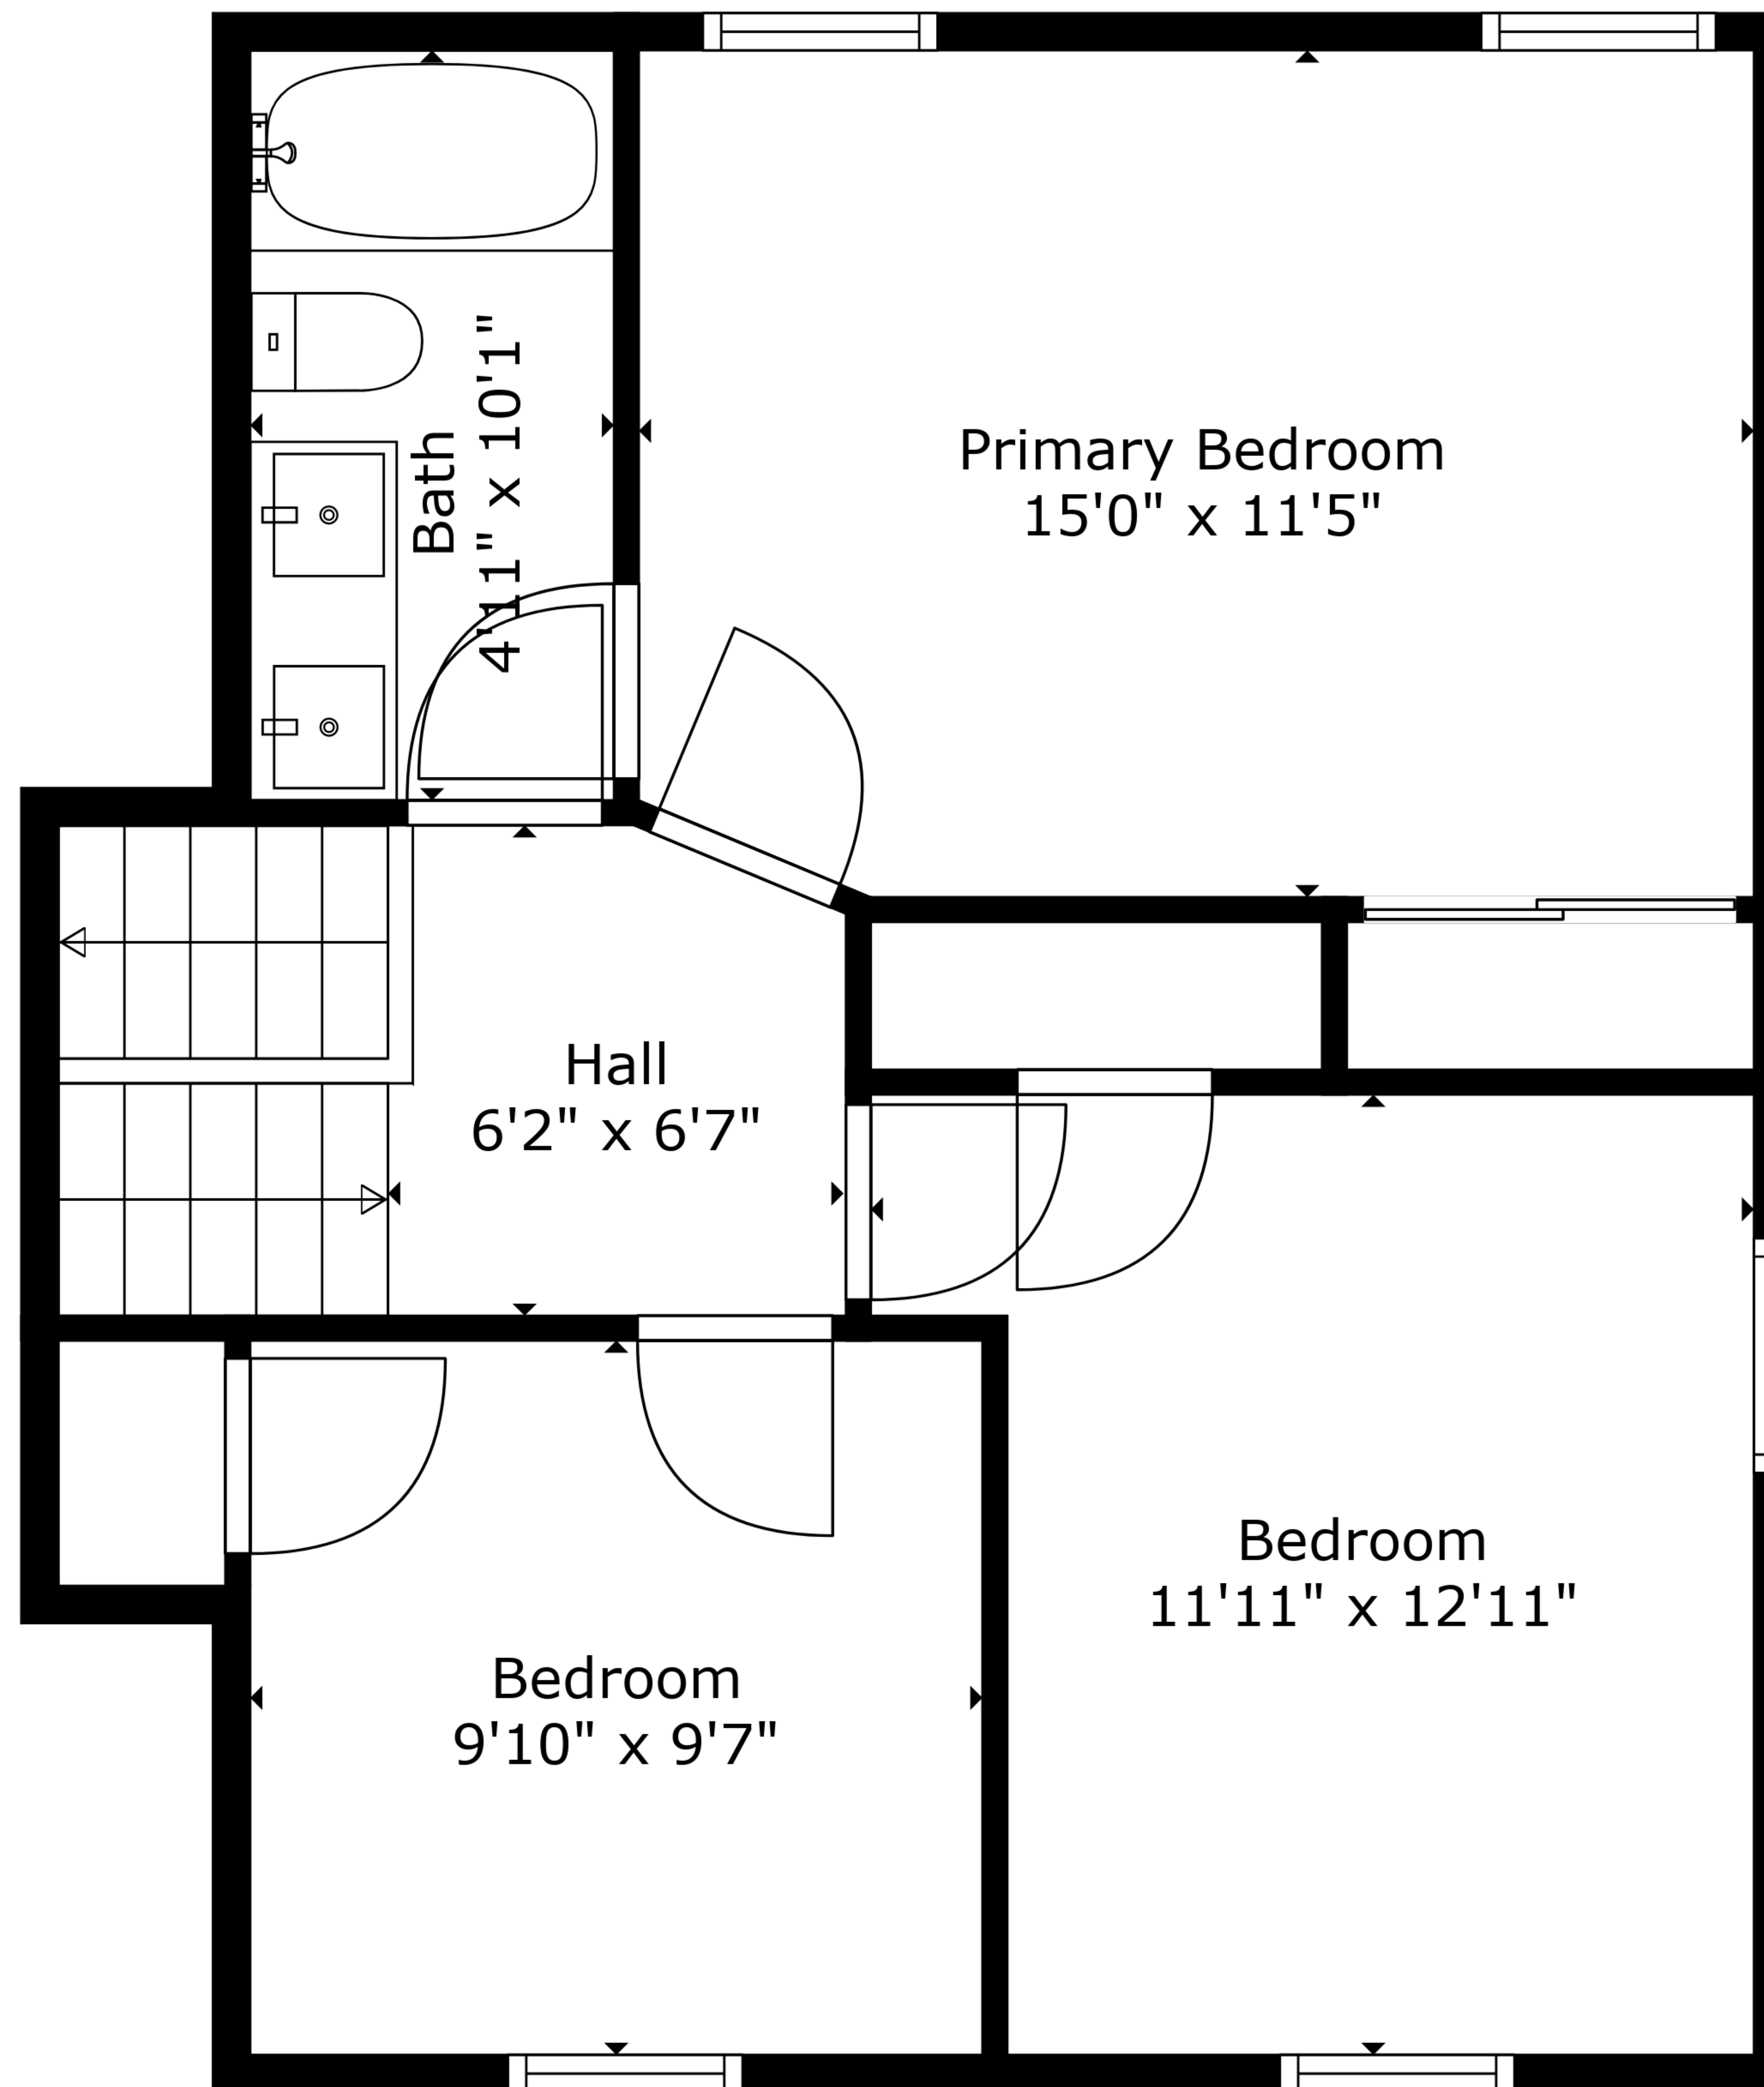 Bath
4'11" x 10'1"
Primary Bedroom
15'0" x 11'5"
Hall
6'2" x 6'7"
Bedroom
11'11" x 12'11"
Bedroom
9'10" x 9'7"